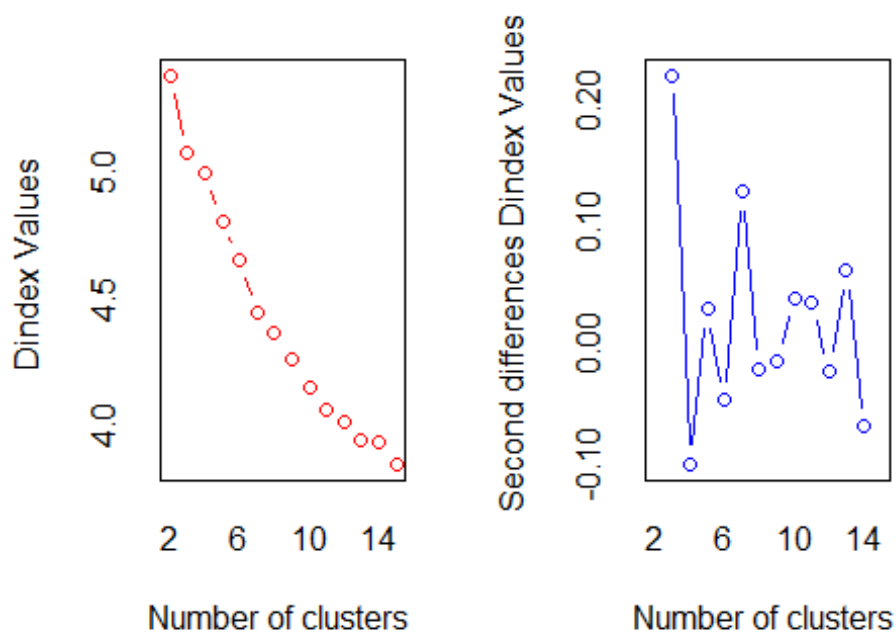 Dindex Values
5.0
4.5
4.0
2 6 10 14
Number of clusters
Second differences Dindex Values
0.20
0.10
0.00
-0.10
2 6 10 14
Number of clusters